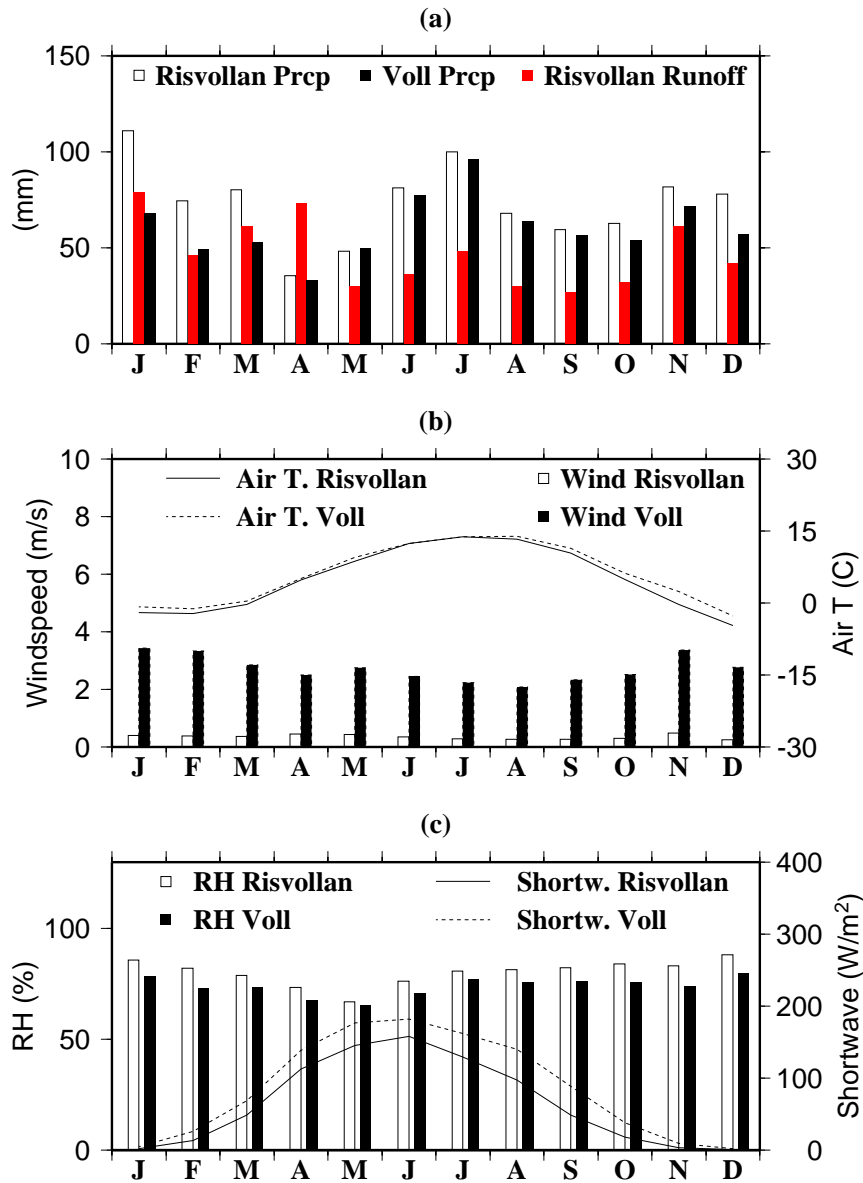 (a)
150
100
50
0
(mm)
Risvollan Prcp Voll Prcp Risvollan Runoff
J F M A M J J A S O N D
(b)
10
8
6
4
2
0
Windspeed (m/s)
Air T. Risvollan Wind Risvollan
Air T. Voll Wind Voll
30
15
0
-15
-30
Air T (C)
J F M A M J J A S O N D
(c)
100
50
0
RH (%)
RH Risvollan Shortw. Risvollan
RH Voll Shortw. Voll
400
300
200
100
0
Shortwave (W/m²)
J F M A M J J A S O N D